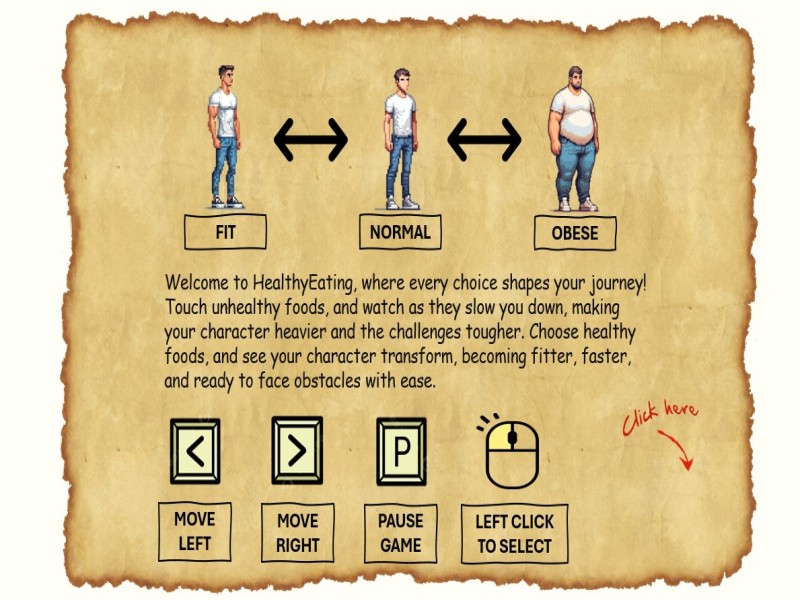 FIT
NORMAL
OBESE
Welcome to HealthyEating, where every choice shapes your journey!
Touch unhealthy foods, and watch as they slow you down, making
your character heavier and the challenges tougher. Choose healthy
foods, and see your character transform, becoming fitter, faster,
and ready to face obstacles with ease.
Click here
< > P
MOVE LEFT
MOVE RIGHT
PAUSE GAME
LEFT CLICK TO SELECT